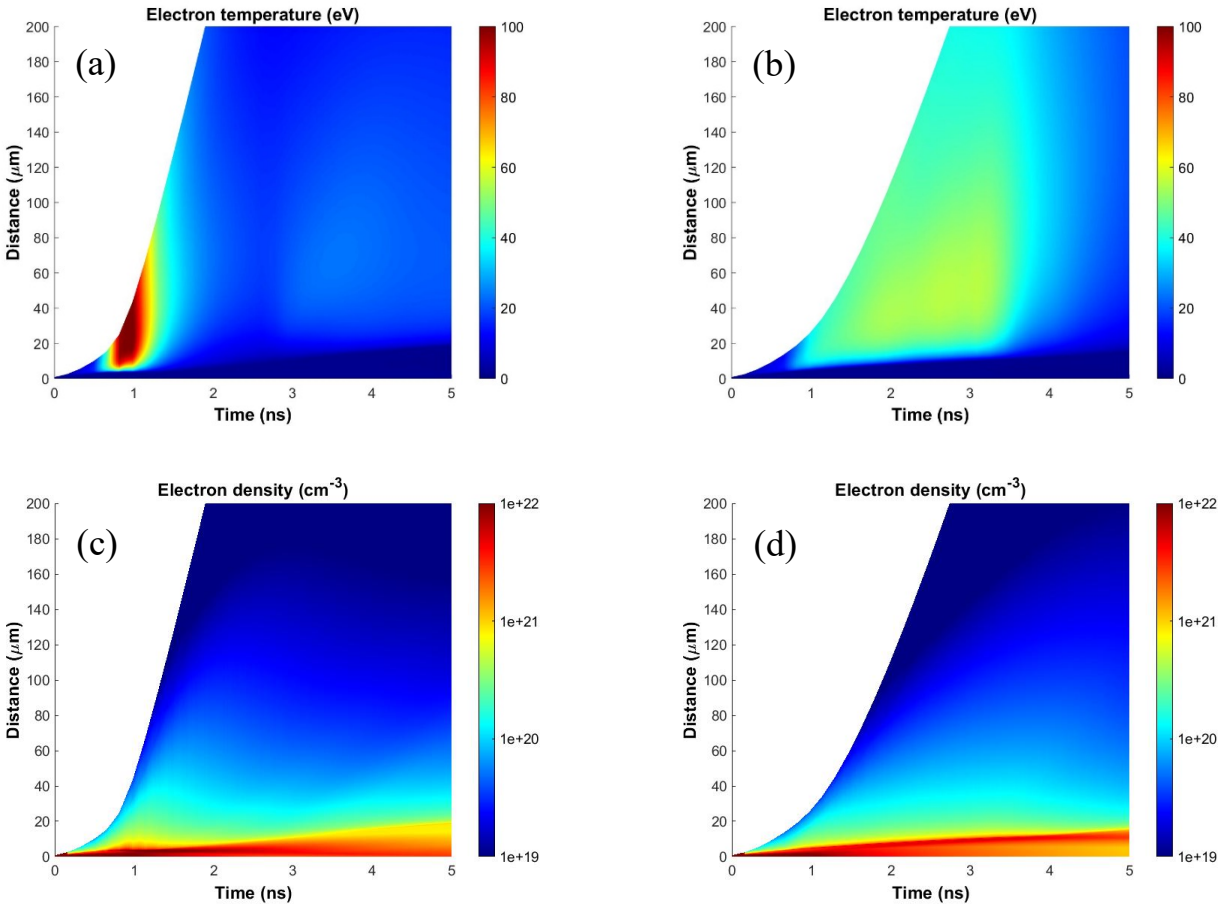 Electron temperature (eV)
(a)
200
180
160
140
120
100
80
60
40
20
0
Distance (μm)
0 1 2 3 4 5
Time (ns)
100
80
60
40
20
0
Electron temperature (eV)
(b)
200
180
160
140
120
100
80
60
40
20
0
Distance (μm)
0 1 2 3 4 5
Time (ns)
100
80
60
40
20
0
Electron density (cm⁻³)
(c)
200
180
160
140
120
100
80
60
40
20
0
Distance (μm)
0 1 2 3 4 5
Time (ns)
1e+22
1e+21
1e+20
1e+19
Electron density (cm⁻³)
(d)
200
180
160
140
120
100
80
60
40
20
0
Distance (μm)
0 1 2 3 4 5
Time (ns)
1e+22
1e+21
1e+20
1e+19